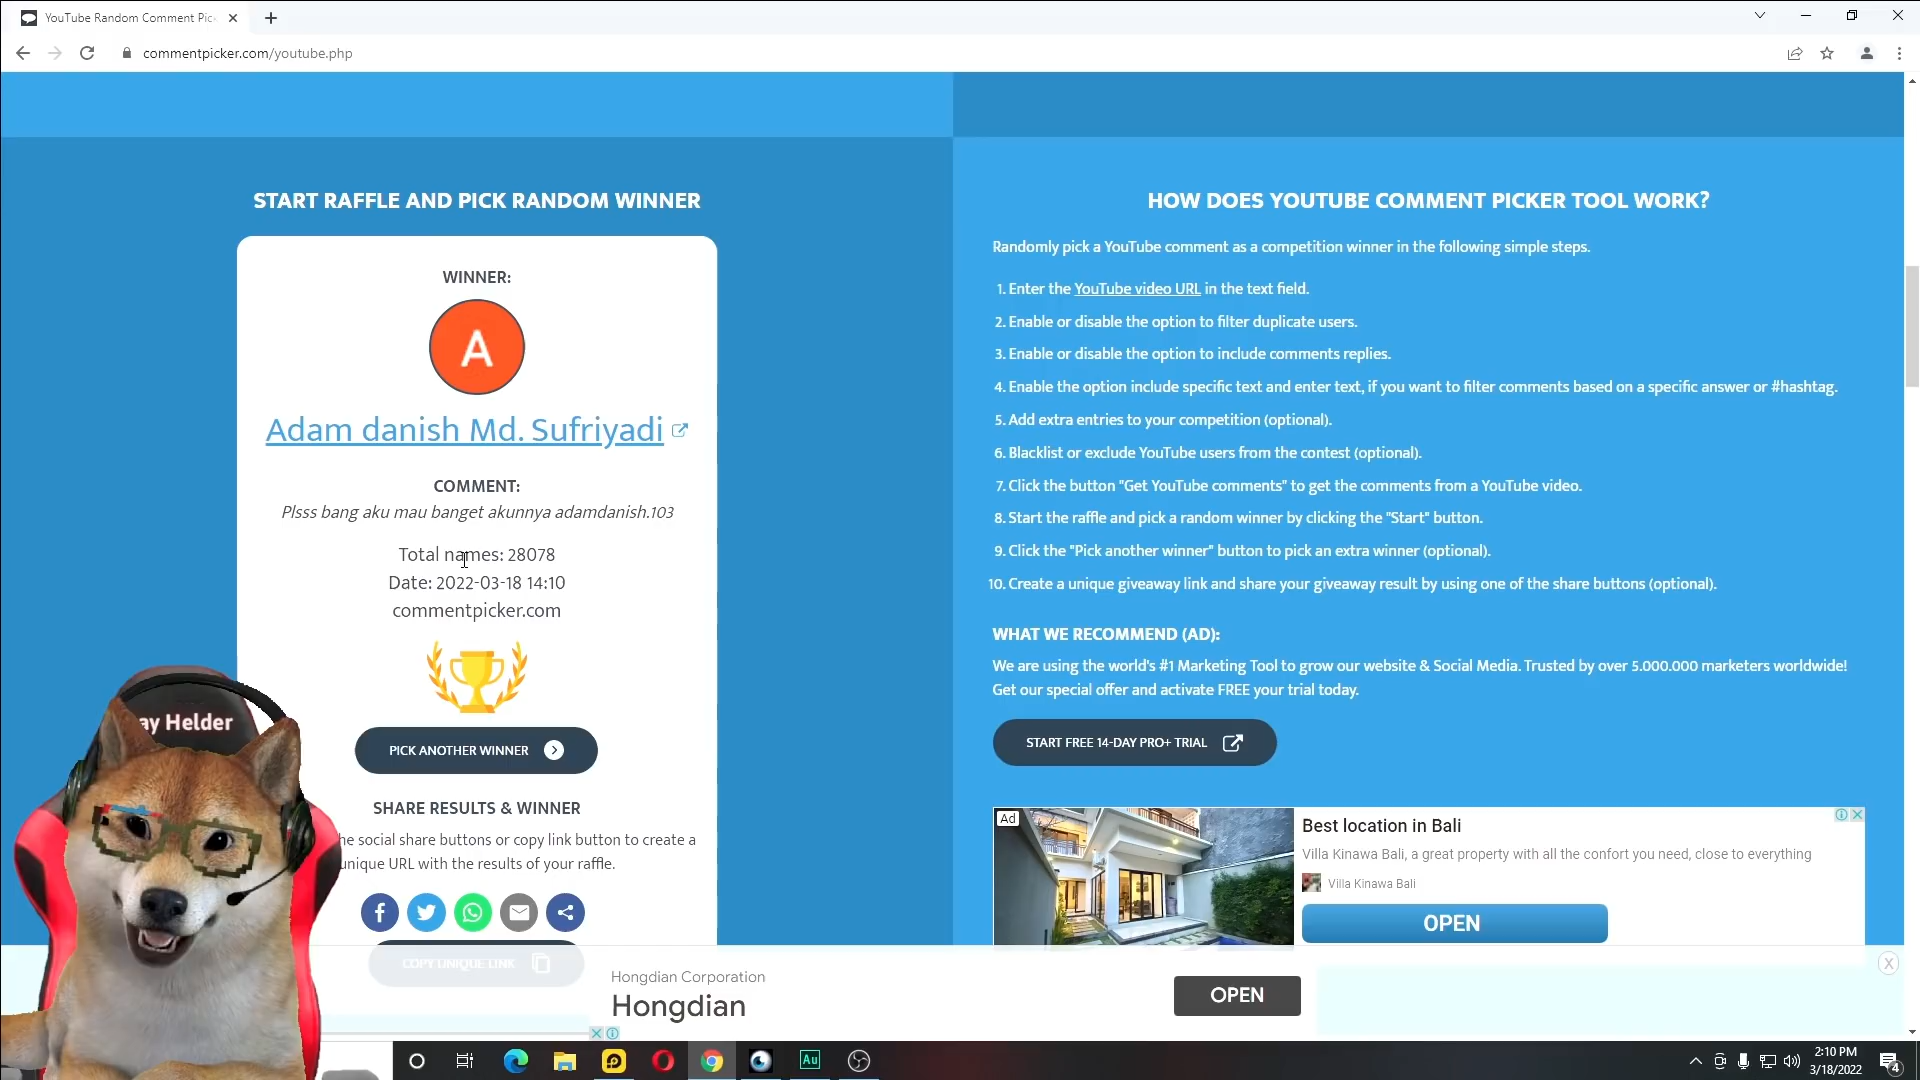 YouTube Random Comment Pic
commentpicker.com/youtube.php
START RAFFLE AND PICK RANDOM WINNER
WINNER:
A
Adam danish Md. Sufriyadi
COMMENT:
Plsss bang aku mau banget akunnya adamdanish.103
Total names: 28078
Date: 2022-03-18 14:10
commentpicker.com
PICK ANOTHER WINNER
SHARE RESULTS & WINNER
he social share buttons or copy link button to create a
unique URL with the results of your raffle.
COPY UNIQUE LINK
ay Helder
HOW DOES YOUTUBE COMMENT PICKER TOOL WORK?
Randomly pick a YouTube comment as a competition winner in the following simple steps.
1. Enter the YouTube video URL in the text field.
2. Enable or disable the option to filter duplicate users.
3. Enable or disable the option to include comments replies.
4. Enable the option include specific text and enter text, if you want to filter comments based on a specific answer or #hashtag.
5. Add extra entries to your competition (optional).
6. Blacklist or exclude YouTube users from the contest (optional).
7. Click the button "Get YouTube comments" to get the comments from a YouTube video.
8. Start the raffle and pick a random winner by clicking the "Start" button.
9. Click the "Pick another winner" button to pick an extra winner (optional).
10. Create a unique giveaway link and share your giveaway result by using one of the share buttons (optional).
WHAT WE RECOMMEND (AD):
We are using the world's #1 Marketing Tool to grow our website & Social Media. Trusted by over 5.000.000 marketers worldwide!
Get our special offer and activate FREE your trial today.
START FREE 14-DAY PRO+ TRIAL
Ad
Best location in Bali
Villa Kinawa Bali, a great property with all the confort you need, close to everything
Villa Kinawa Bali
OPEN
Hongdian Corporation
Hongdian
OPEN
Au
2:10 PM
3/18/2022
4